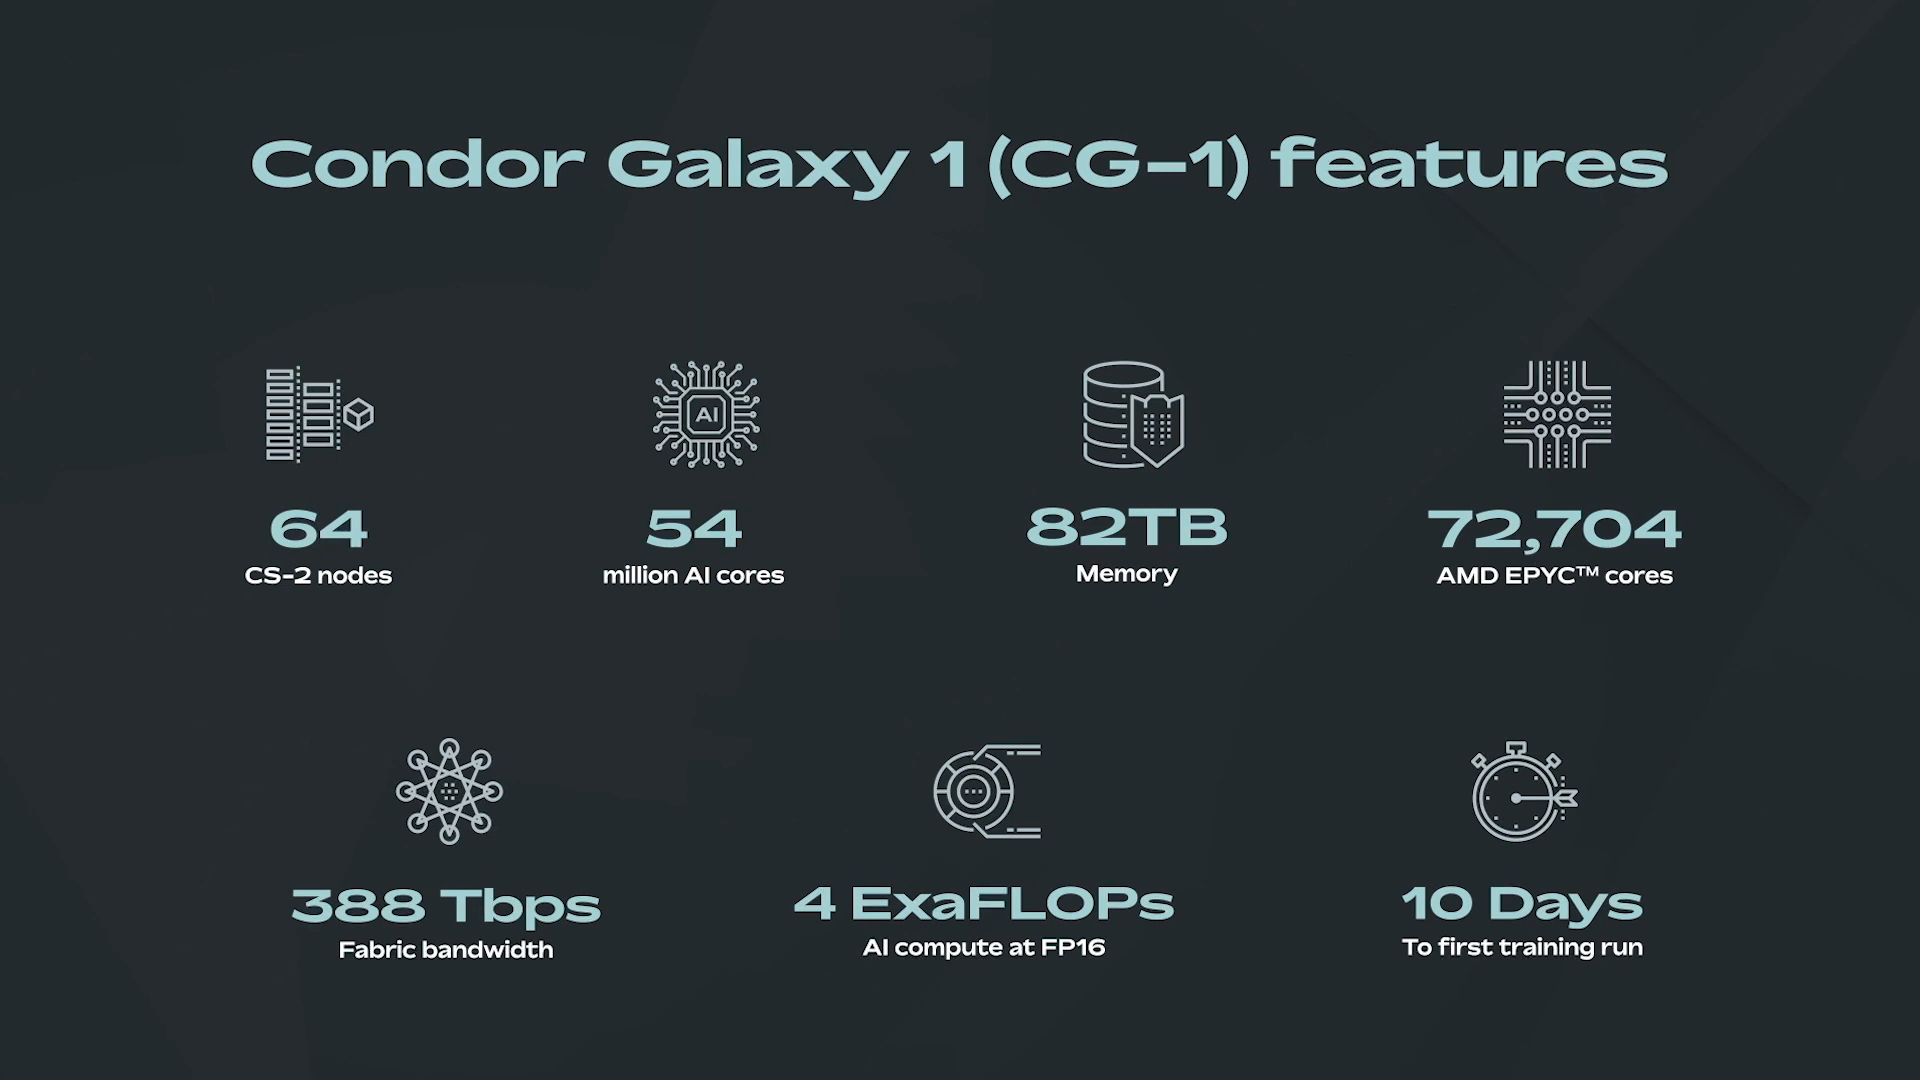 Condor Galaxy 1 (CG-1) features
AI
64
CS-2 nodes
54
million AI cores
82TB
Memory
72,704
AMD EPYC™ cores
388 Tbps
Fabric bandwidth
4 ExaFLOPs
AI compute at FP16
10 Days
To first training run